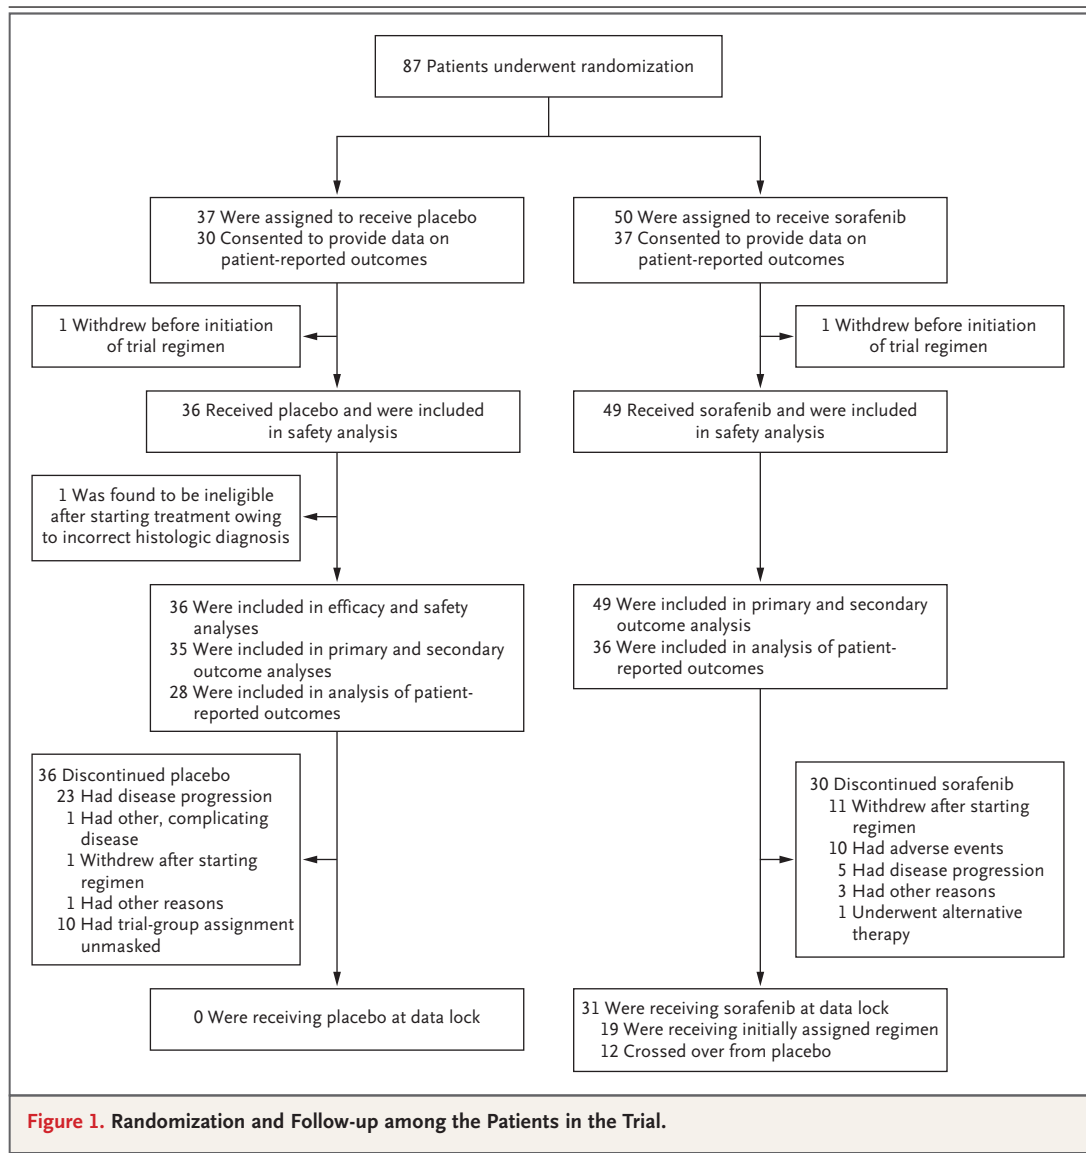 87 Patients underwent randomization
37 Were assigned to receive placebo
30 Consented to provide data on
patient-reported outcomes
50 Were assigned to receive sorafenib
37 Consented to provide data on
patient-reported outcomes
1 Withdrew before initiation
of trial regimen
1 Withdrew before initiation
of trial regimen
36 Received placebo and were included
in safety analysis
49 Received sorafenib and were included
in safety analysis
1 Was found to be ineligible
after starting treatment owing
to incorrect histologic diagnosis
36 Were included in efficacy and safety
analyses
35 Were included in primary and secondary
outcome analyses
28 Were included in analysis of patient-
reported outcomes
49 Were included in primary and secondary
outcome analysis
36 Were included in analysis of patient-
reported outcomes
36 Discontinued placebo
23 Had disease progression
1 Had other, complicating
disease
1 Withdrew after starting
regimen
1 Had other reasons
10 Had trial-group assignment
unmasked
30 Discontinued sorafenib
11 Withdrew after starting
regimen
10 Had adverse events
5 Had disease progression
3 Had other reasons
1 Underwent alternative
therapy
0 Were receiving placebo at data lock
31 Were receiving sorafenib at data lock
19 Were receiving initially assigned regimen
12 Crossed over from placebo
Figure 1. Randomization and Follow-up among the Patients in the Trial.